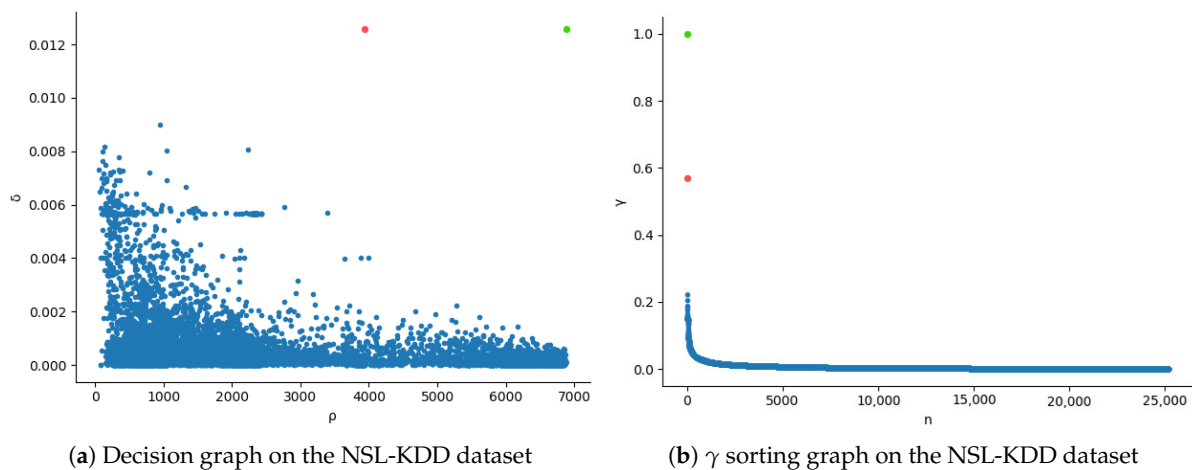 0.012
0.010
0.008
0.006
0.004
0.002
0.000
δ
0 1000 2000 3000 4000 5000 6000 7000
ρ
1.0
0.8
0.6
0.4
0.2
0.0
γ
0 5000 10,000 15,000 20,000 25,000
n
(a) Decision graph on the NSL-KDD dataset
(b) γ sorting graph on the NSL-KDD dataset